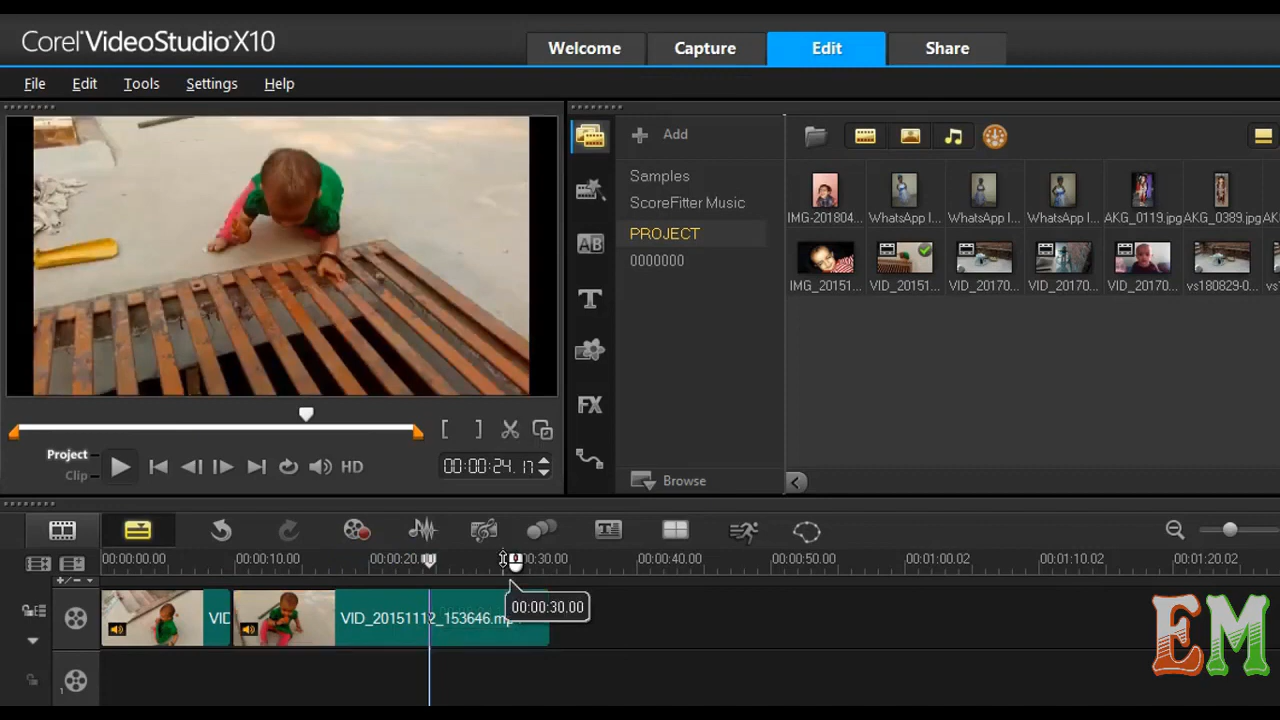 Corel VideoStudio X10
Welcome
Capture
Edit
Share
File
Edit
Tools
Settings
Help
Add
Samples
ScoreFitter Music
PROJECT
0000000
Browse
IMG-201804...
WhatsApp I...
WhatsApp I...
WhatsApp I...
AKG_0119.jpg
AKG_0389.jpg
IMG_20151...
VID_20151...
VID_20170...
VID_20170...
VID_20170...
vs180829-0...
AB
T
FX
Project
Clip
HD
00:00:24.17
00:00:00.00
00:00:10.00
00:00:20.
00:30.00
00:00:40.00
00:00:50.00
00:01:00.02
00:01:10.02
00:01:20.02
00:00:30.00
VID
VID_20151112_153646.mp
1
EM